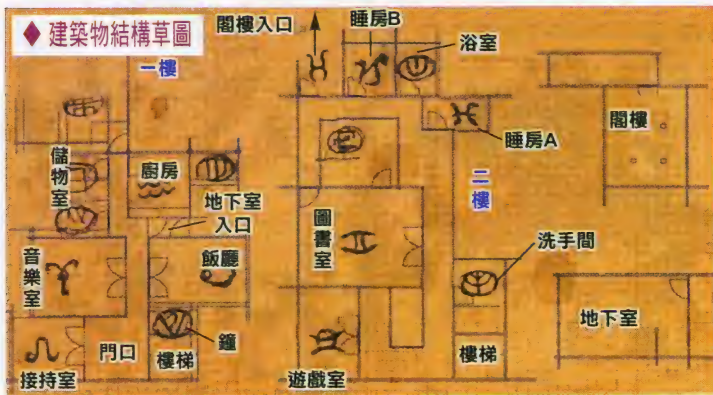 ◆ 建築物結構草圖
一樓
儲物室
廚房
地下室入口
音樂室
飯廳
鐘
接持室
門口
樓梯
閣樓入口
睡房B
浴室
睡房A
二樓
圖書室
洗手間
遊戲室
樓梯
閣樓
地下室